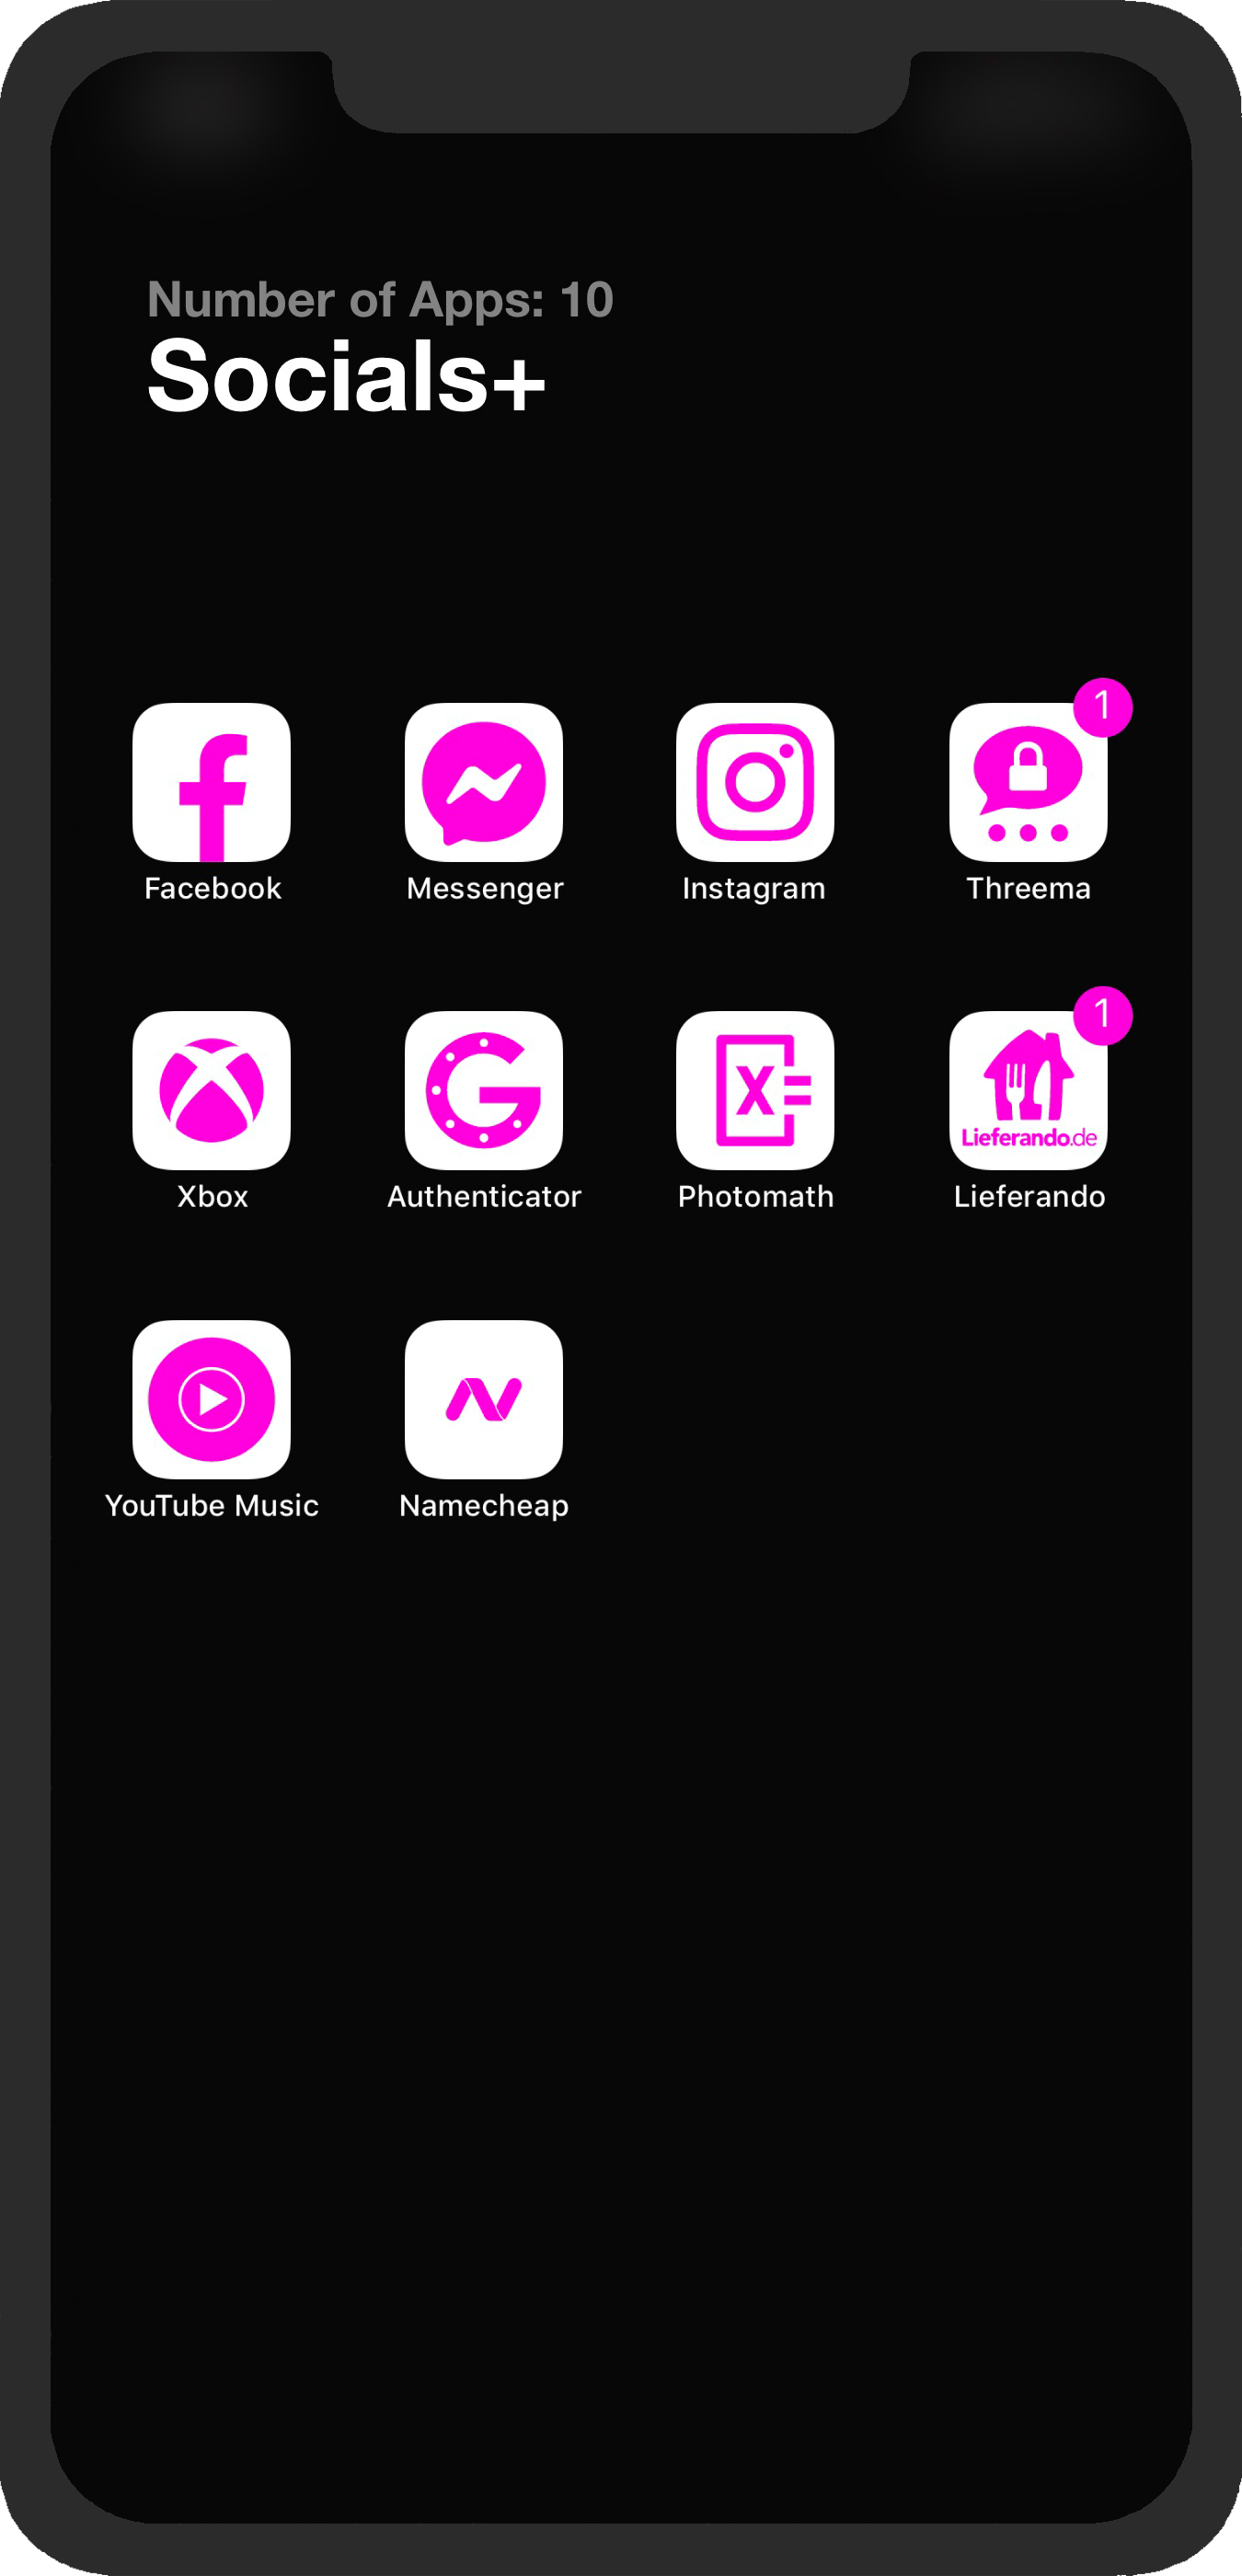 Number of Apps: 10
Socials+
1
Facebook Messenger Instagram Threema
1
Lieferando.de
Xbox Authenticator Photomath Lieferando
YouTube Music Namecheap